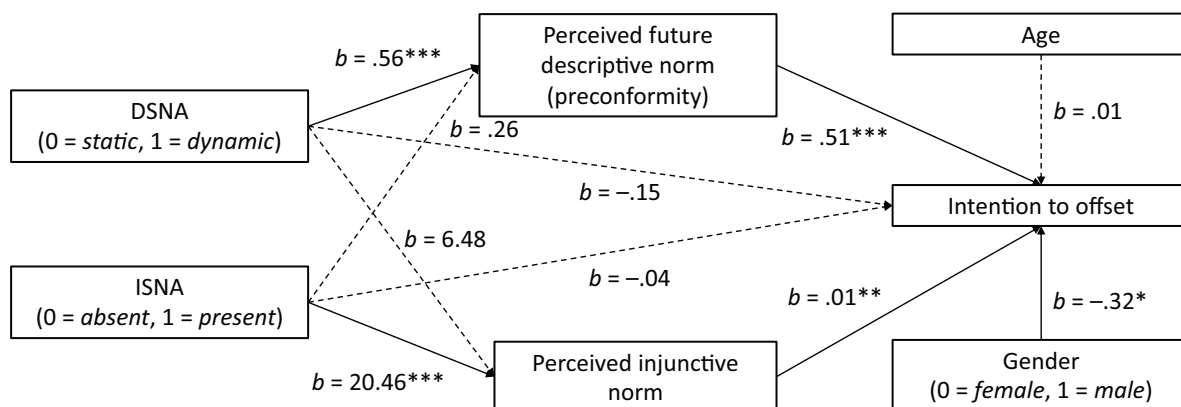 Perceived future
descriptive norm
(preconformity)
Age
b = .56***
DSNA
(0 = static, 1 = dynamic)
b = .26
b = .01
b = .51***
b = –.15
Intention to offset
b = 6.48
ISNA
(0 = absent, 1 = present)
b = –.04
b = .01**
b = –.32*
b = 20.46***
Perceived injunctive
norm
Gender
(0 = female, 1 = male)